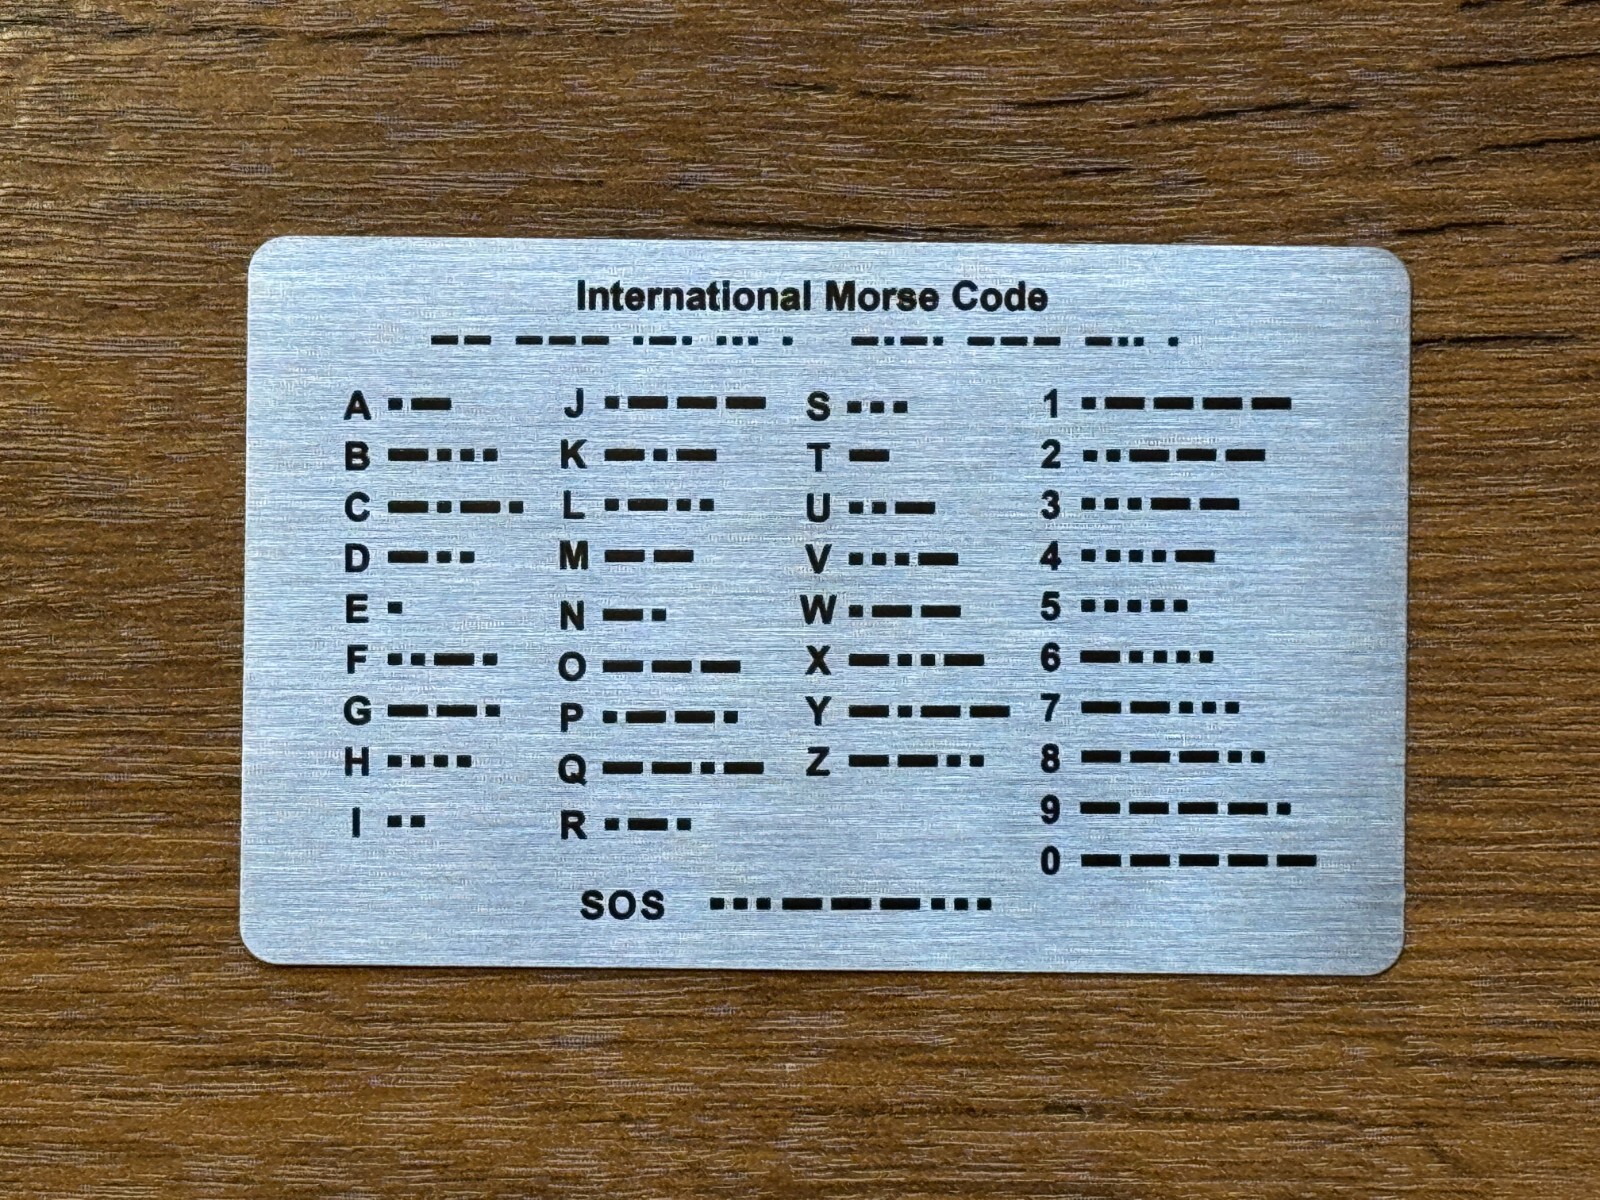 International Morse Code
-- --- .-. ... .   -.-. --- -.. .
A .-
B -...
C -.-.
D -..
E .
F ..-.
G --.
H ....
I ..
J .---
K -.-
L .-..
M --
N -.
O ---
P .--.
Q --.-
R .-.
S ...
T -
U ..-
V ...-
W .--
X -..-
Y -.--
Z --..
1 .----
2 ..---
3 ...--
4 ....-
5 .....
6 -....
7 --...
8 ---..
9 ----.
0 -----
SOS ...---...